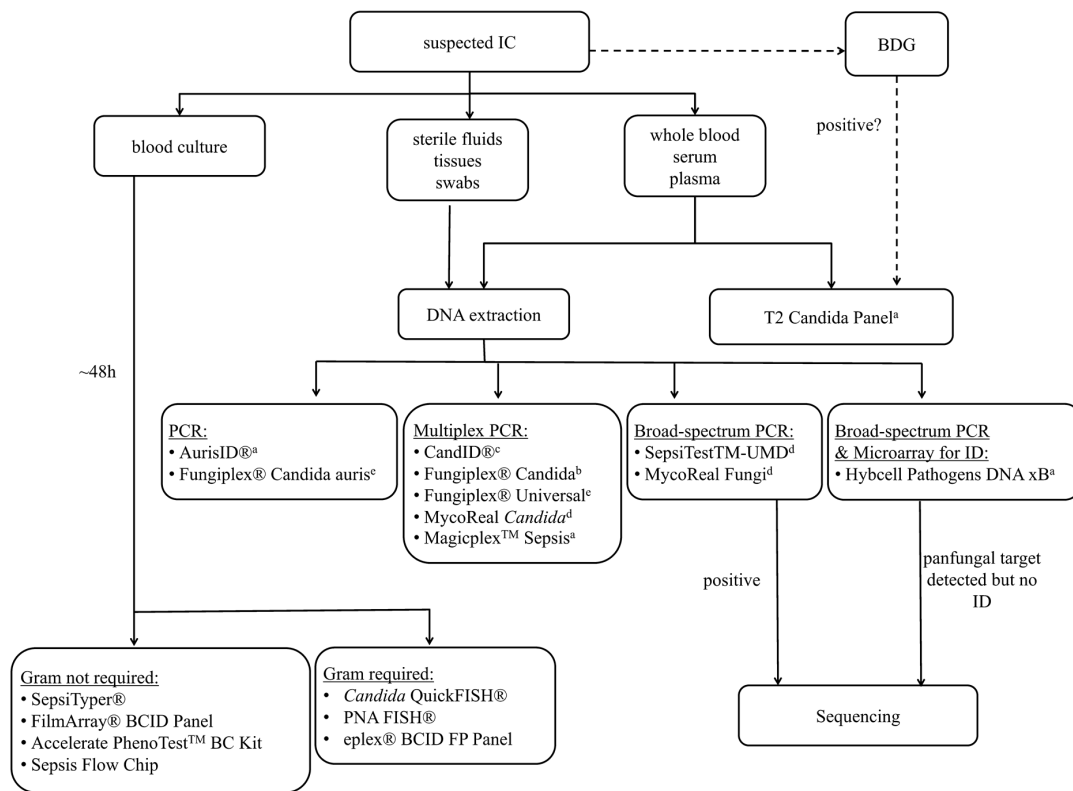 suspected IC
BDG
blood culture
sterile fluids
tissues
swabs
whole blood
serum
plasma
positive?
DNA extraction
T2 Candida Panelᵃ
~48h
PCR:
• AurisID®ᵃ
• Fungiplex® Candida aurisᵉ
Multiplex PCR:
• CandID®ᶜ
• Fungiplex® Candidaᵇ
• Fungiplex® Universalᵉ
• MycoReal Candidaᵈ
• Magicplex™ Sepsisᵃ
Broad-spectrum PCR:
• SepsiTestTM-UMDᵈ
• MycoReal Fungiᵈ
Broad-spectrum PCR
& Microarray for ID:
• Hybcell Pathogens DNA xBᵃ
positive
panfungal target
detected but no
ID
Gram not required:
• SepsiTyper®
• FilmArray® BCID Panel
• Accelerate PhenoTest™ BC Kit
• Sepsis Flow Chip
Gram required:
• Candida QuickFISH®
• PNA FISH®
• eplex® BCID FP Panel
Sequencing